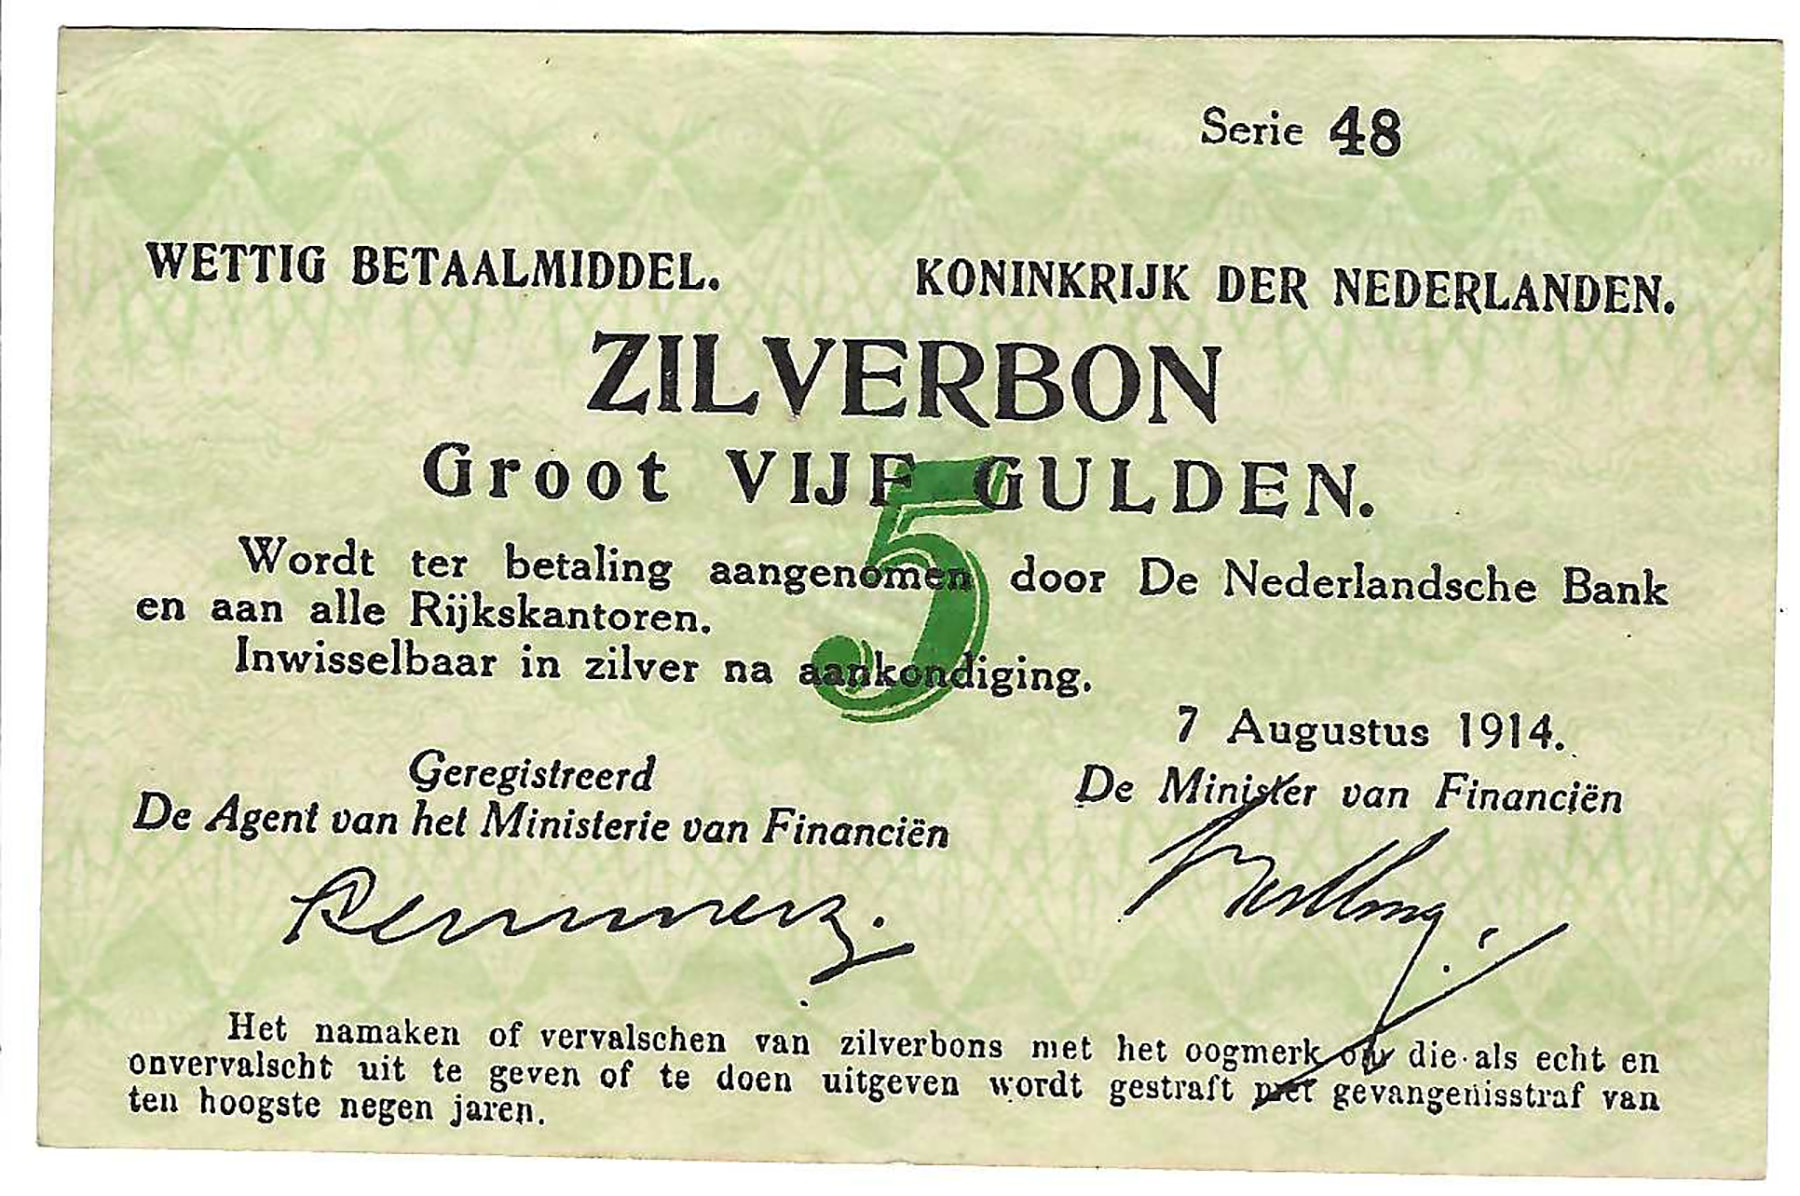 Serie 48
WETTIG BETAALMIDDEL. KONINKRIJK DER NEDERLANDEN.
ZILVERBON
Groot VIJF GULDEN.
5
Wordt ter betaling aangenomen door De Nederlandsche Bank
en aan alle Rijkskantoren.
Inwisselbaar in zilver na aankondiging.
7 Augustus 1914.
Geregistreerd
De Agent van het Ministerie van Financiën
De Minister van Financiën
Het namaken of vervalschen van zilverbons met het oogmerk om die als echt en
onvervalscht uit te geven of te doen uitgeven wordt gestraft met gevangenisstraf van
ten hoogste negen jaren.